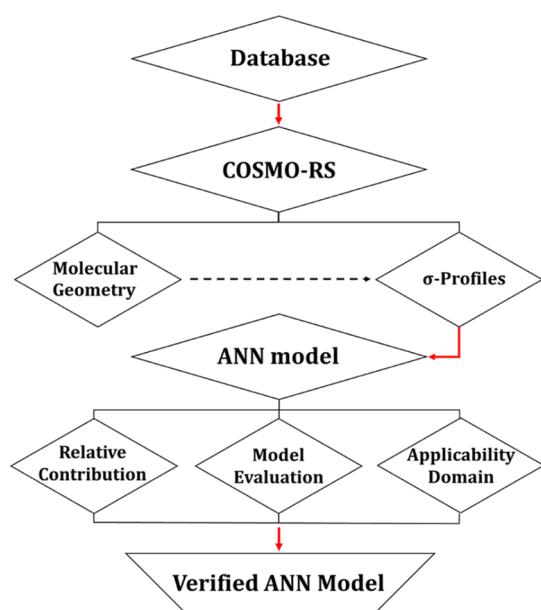 Database
COSMO-RS
Molecular
Geometry
σ-Profiles
ANN model
Relative
Contribution
Model
Evaluation
Applicability
Domain
Verified ANN Model